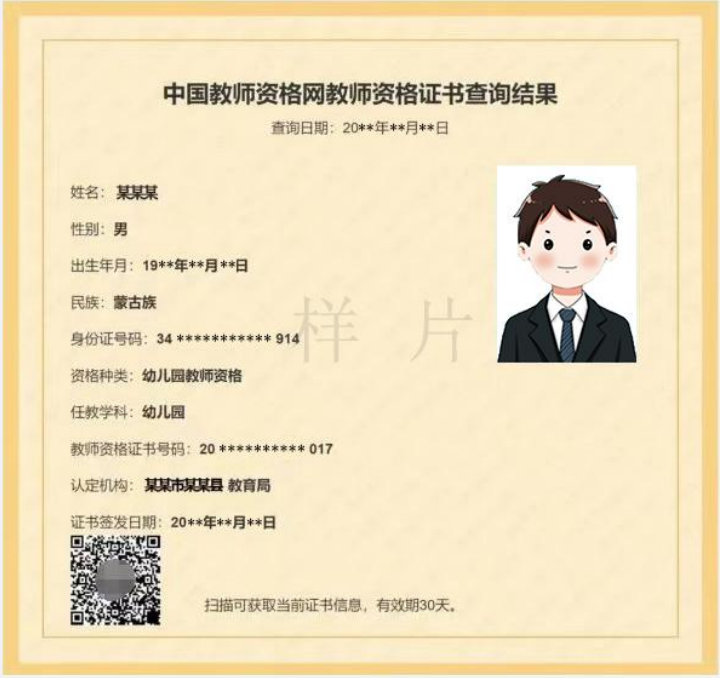 中国教师资格网教师资格证书查询结果
查询日期：20**年**月**日
姓名：某某某
性别：男
出生年月：19**年**月**日
民族：蒙古族
身份证号码：34 *********** 914
样 片
资格种类：幼儿园教师资格
任教学科：幼儿园
教师资格证书号码：20 ********** 017
认定机构：某某市某某县 教育局
证书签发日期：20**年**月**日
扫描可获取当前证书信息，有效期30天。